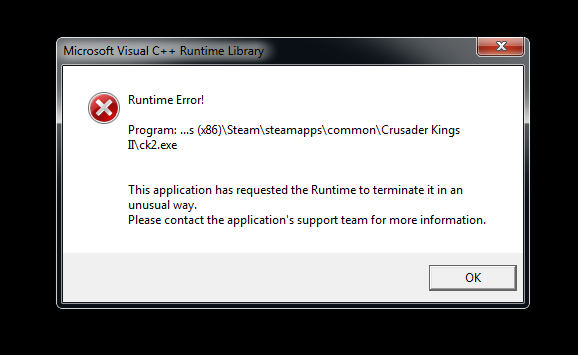 Microsoft Visual C++ Runtime Library
Runtime Error!
Program: ...s (x86)\Steam\steamapps\common\Crusader Kings
II\ck2.exe
This application has requested the Runtime to terminate it in an
unusual way.
Please contact the application's support team for more information.
OK